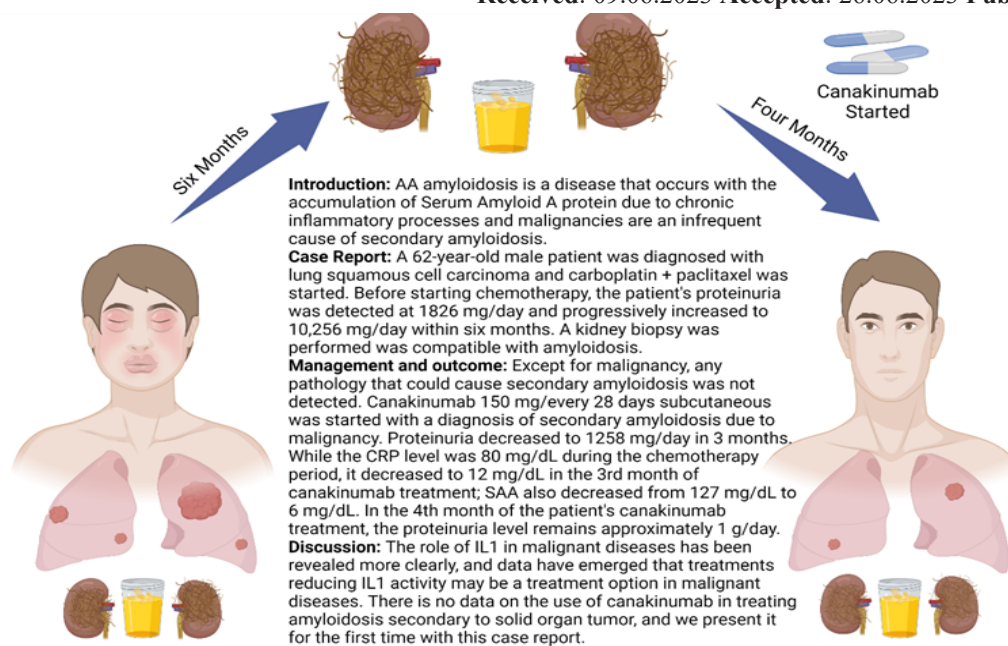 Received: 09.06.2023 Accepted: 26.06.2023
Canakinumab
Started
Six Months
Four Months
Introduction: AA amyloidosis is a disease that occurs with the
accumulation of Serum Amyloid A protein due to chronic
inflammatory processes and malignancies are an infrequent
cause of secondary amyloidosis.
Case Report: A 62-year-old male patient was diagnosed with
lung squamous cell carcinoma and carboplatin + paclitaxel was
started. Before starting chemotherapy, the patient's proteinuria
was detected at 1826 mg/day and progressively increased to
10,256 mg/day within six months. A kidney biopsy was
performed was compatible with amyloidosis.
Management and outcome: Except for malignancy, any
pathology that could cause secondary amyloidosis was not
detected. Canakinumab 150 mg/every 28 days subcutaneous
was started with a diagnosis of secondary amyloidosis due to
malignancy. Proteinuria decreased to 1258 mg/day in 3 months.
While the CRP level was 80 mg/dL during the chemotherapy
period, it decreased to 12 mg/dL in the 3rd month of
canakinumab treatment; SAA also decreased from 127 mg/dL to
6 mg/dL. In the 4th month of the patient's canakinumab
treatment, the proteinuria level remains approximately 1 g/day.
Discussion: The role of IL1 in malignant diseases has been
revealed more clearly, and data have emerged that treatments
reducing IL1 activity may be a treatment option in malignant
diseases. There is no data on the use of canakinumab in treating
amyloidosis secondary to solid organ tumor, and we present it
for the first time with this case report.